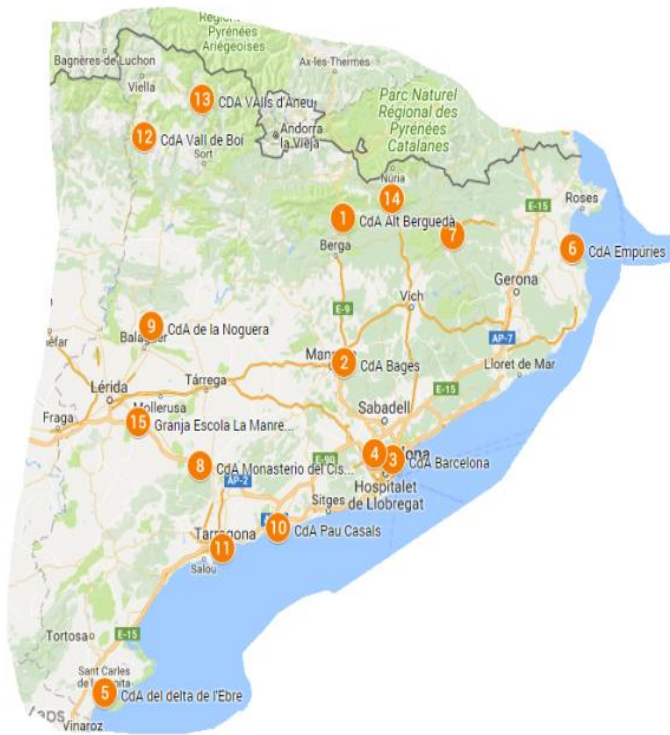 Pyrénées
Ariégeoises
Bagnères-de-Luchon
Ax-les-Thermes
Viella
13
CDA VAlls d'Aneu
Parc Naturel
Régional des
Pyrénées
Catalanes
12
CdA Vall de Boí
Andorra
la Vieja
Sort
Núria
14
Roses
E-15
1
CdA Alt Berguedà
7
6
CdA Empúries
Berga
Gerona
Vich
E-9
9
CdA de la Noguera
AP-7
2
CdA Bages
Lloret de Mar
Lérida
Tárrega
E-15
Mollerusa
Sabadell
Fraga
15
Granja Escola La Manre...
4
3
CdA Barcelona
8
CdA Monasterio del Cis...
E-90
AP-2
Hospitalet
de Llobregat
Sitges
10
CdA Pau Casals
Tarragona
11
Salou
E-15
Tortosa
Sant Carles
5
CdA del delta de l'Ebre
Vinaroz